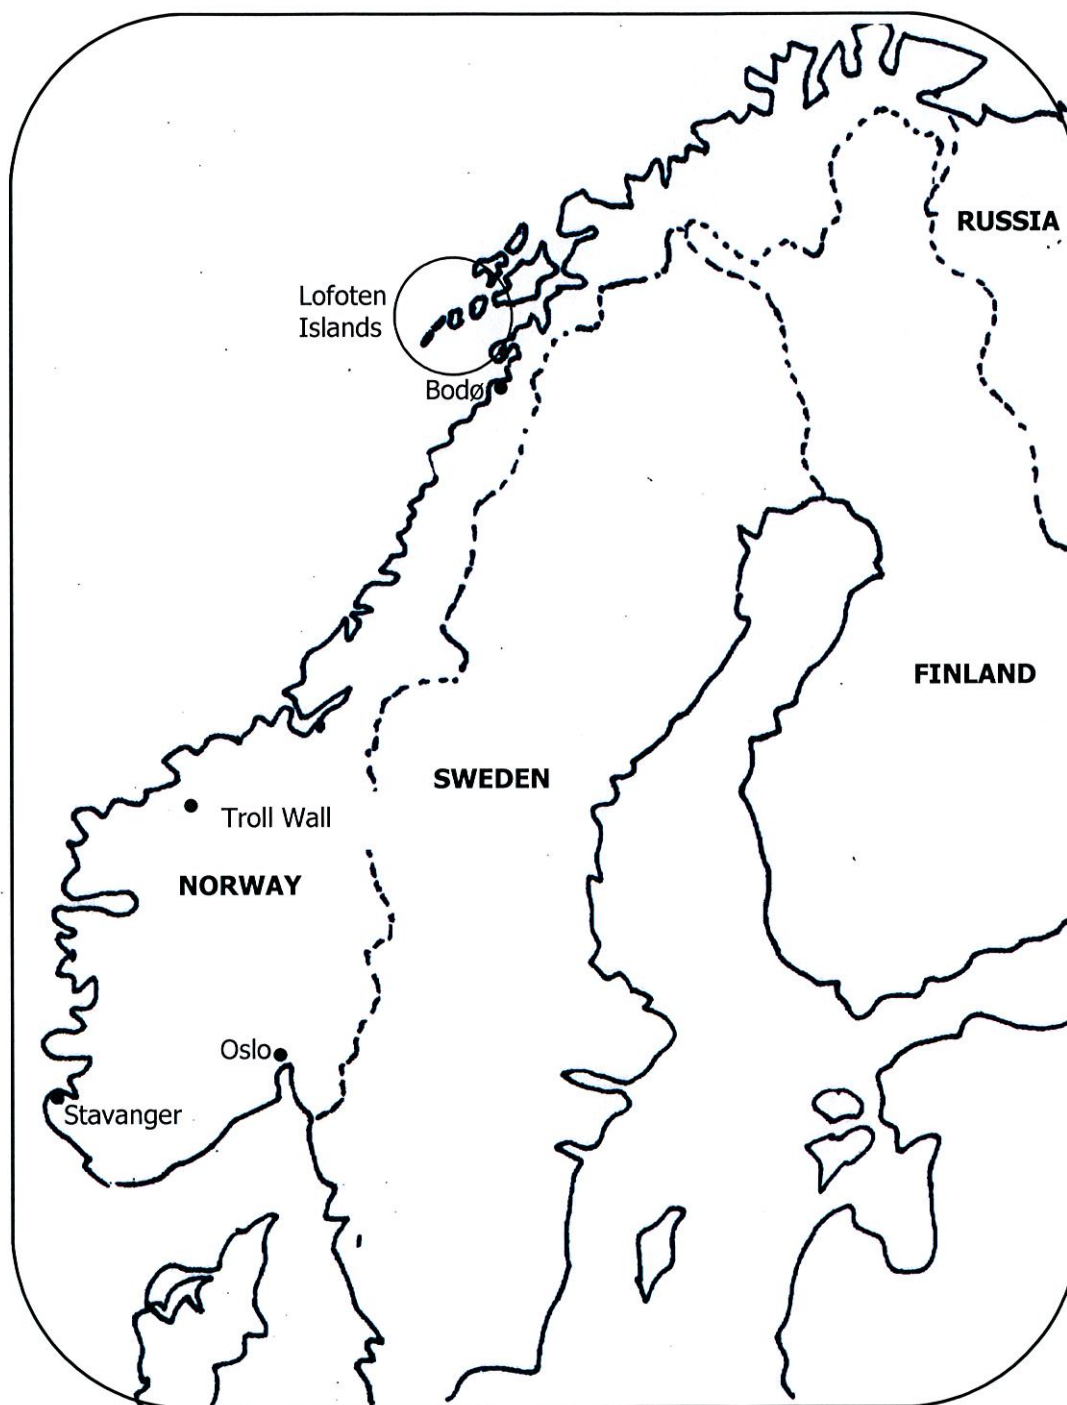 RUSSIA
Lofoten
Islands
Bodø
FINLAND
SWEDEN
Troll Wall
NORWAY
Oslo
Stavanger